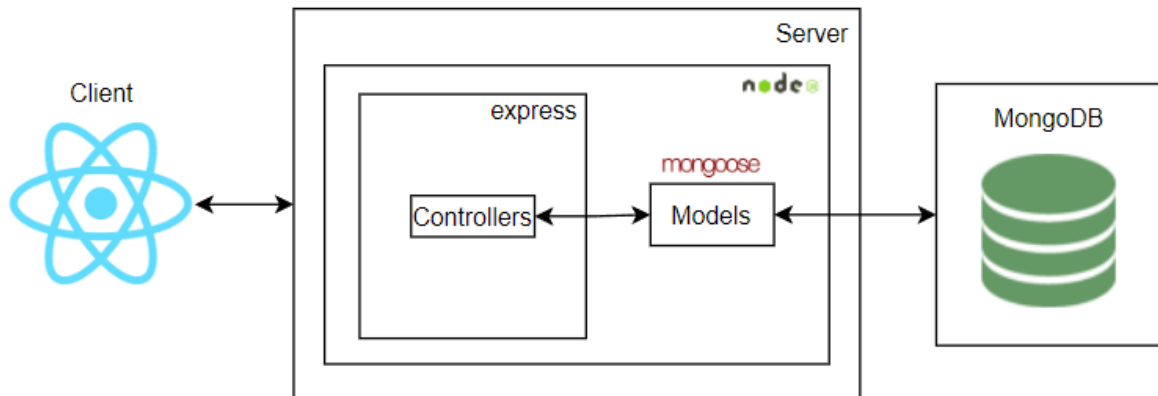 Server
node
Client
express
MongoDB
mongoose
Controllers
Models